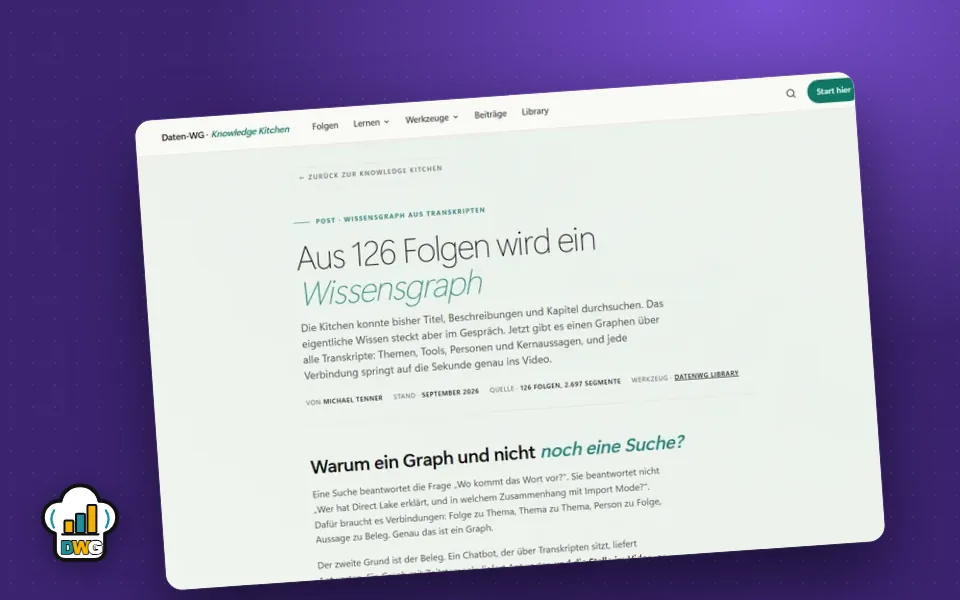 Daten-WG · Knowledge Kitchen Folgen Lernen Werkzeuge Beiträge Library Start hier
← ZURÜCK ZUR KNOWLEDGE KITCHEN
POST · WISSENSGRAPH AUS TRANSKRIPTEN
Aus 126 Folgen wird ein
Wissensgraph
Die Kitchen konnte bisher Titel, Beschreibungen und Kapitel durchsuchen. Das
eigentliche Wissen steckt aber im Gespräch. Jetzt gibt es einen Graphen über
alle Transkripte: Themen, Tools, Personen und Kernaussagen, und jede
Verbindung springt auf die Sekunde genau ins Video.
VON MICHAEL TENNER STAND · SEPTEMBER 2026 QUELLE · 126 FOLGEN, 2.697 SEGMENTE WERKZEUG · DATENWG LIBRARY
Warum ein Graph und nicht noch eine Suche?
Eine Suche beantwortet die Frage „Wo kommt das Wort vor?“. Sie beantwortet nicht
„Wer hat Direct Lake erklärt, und in welchem Zusammenhang mit Import Mode?“.
Dafür braucht es Verbindungen: Folge zu Thema, Thema zu Thema, Person zu Folge,
Aussage zu Beleg. Genau das ist ein Graph.
Der zweite Grund ist der Beleg. Ein Chatbot, der über Transkripten sitzt, liefert
DWG